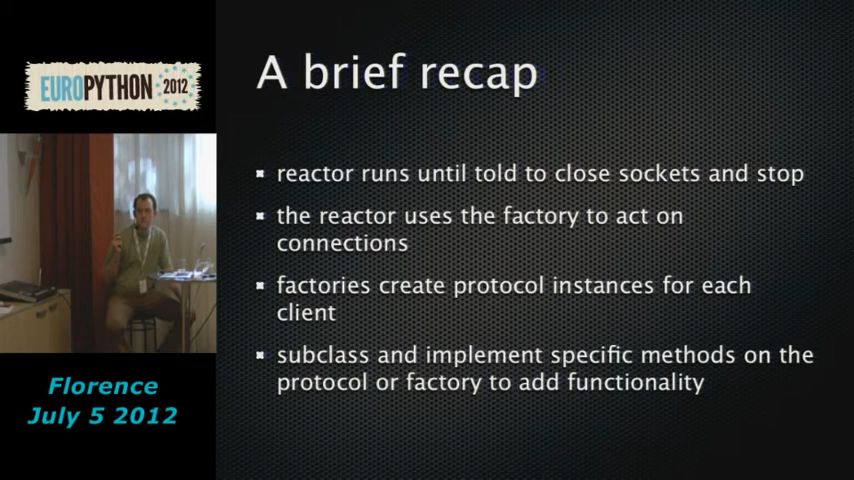 EUROPYTHON 2012
Florence
July 5 2012
A brief recap
reactor runs until told to close sockets and stop
the reactor uses the factory to act on
connections
factories create protocol instances for each
client
subclass and implement specific methods on the
protocol or factory to add functionality